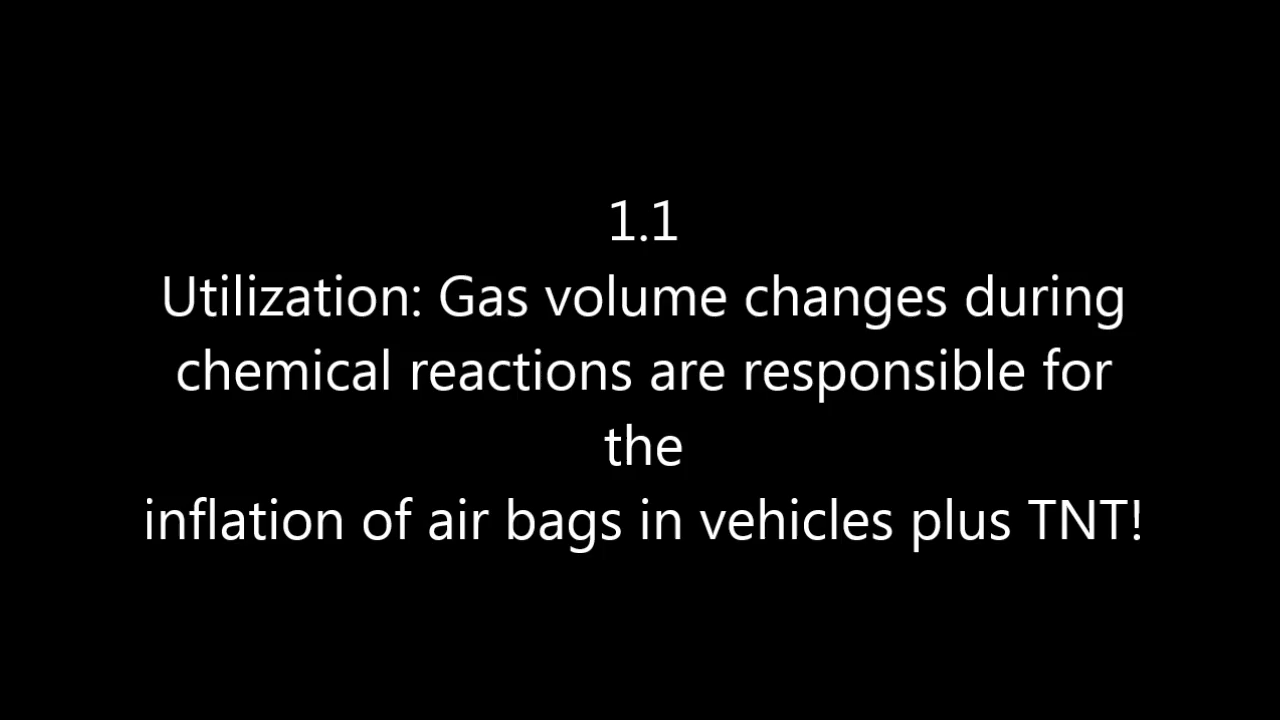 1.1
Utilization: Gas volume changes during
chemical reactions are responsible for
the
inflation of air bags in vehicles plus TNT!